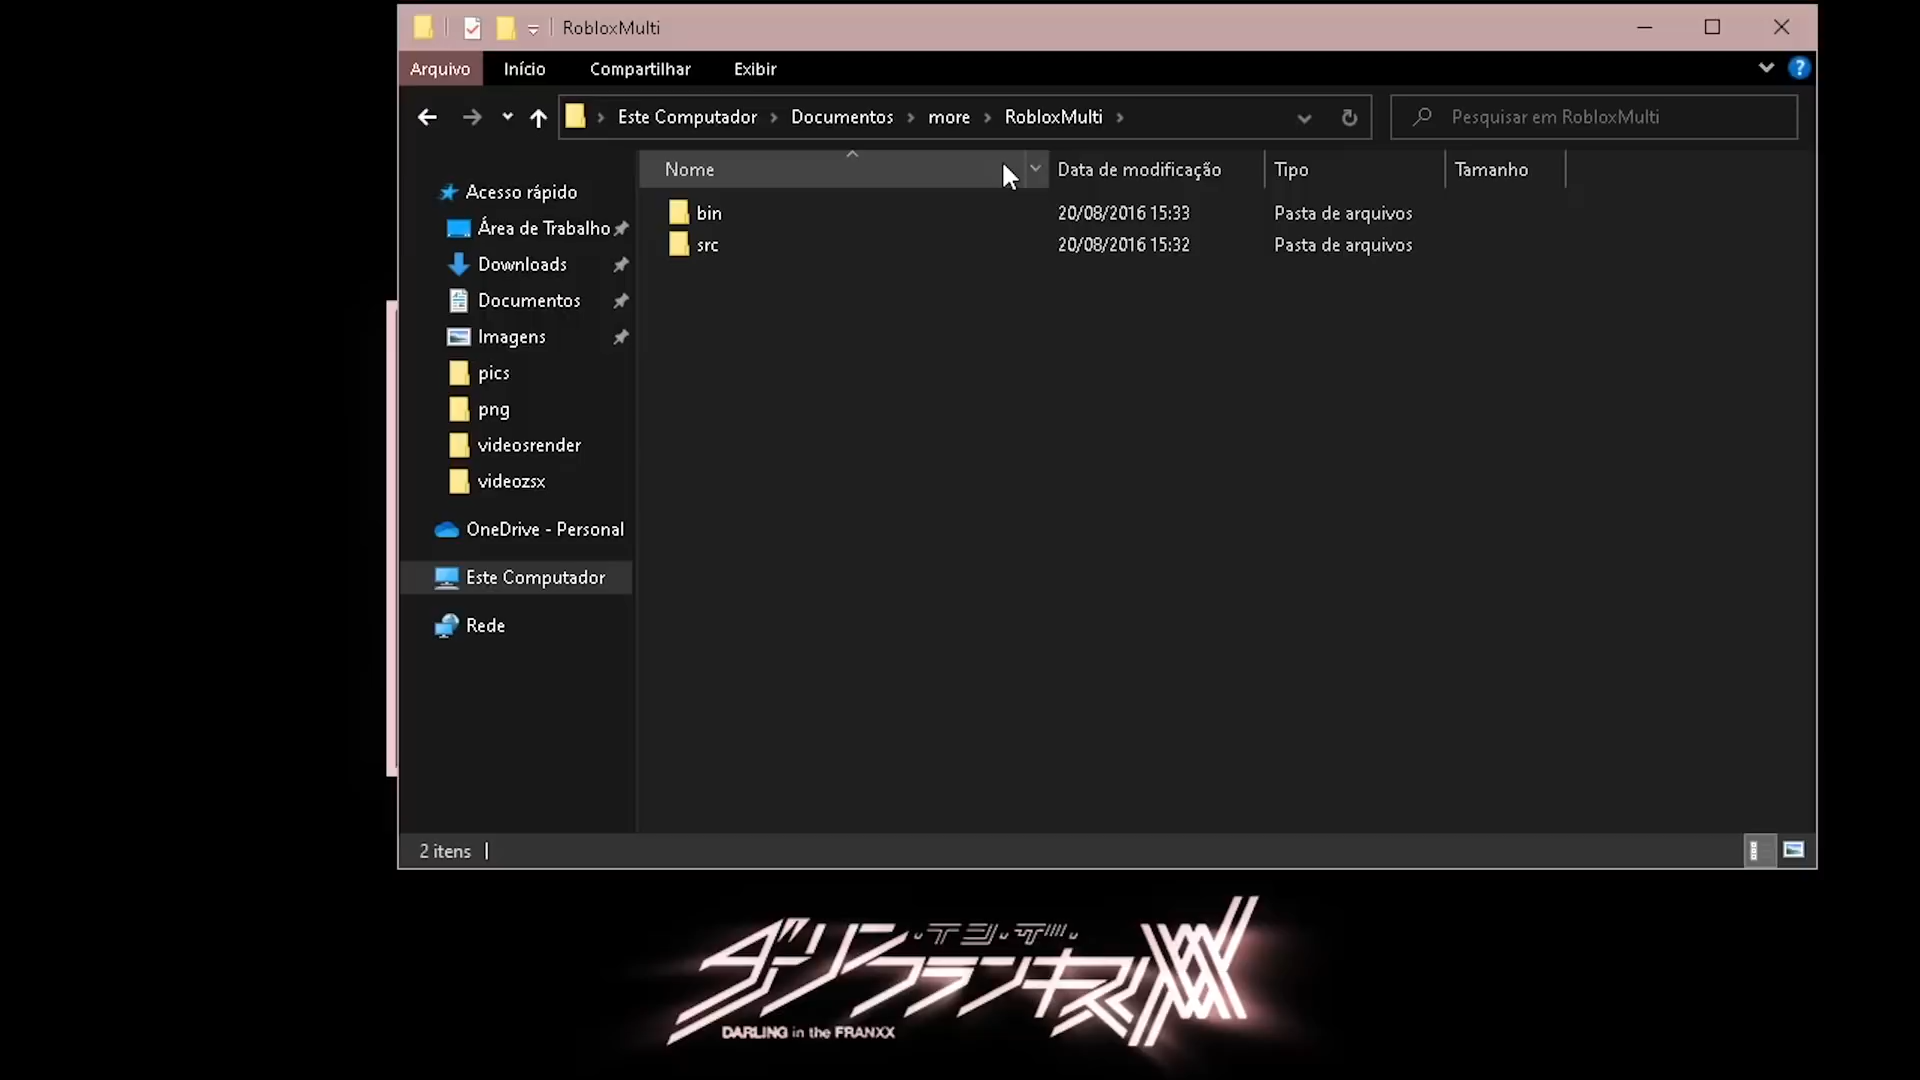 RobloxMulti
Arquivo Início Compartilhar Exibir
Este Computador Documentos more RobloxMulti
Pesquisar em RobloxMulti
Nome Data de modificação Tipo Tamanho
bin 20/08/2016 15:33 Pasta de arquivos
src 20/08/2016 15:32 Pasta de arquivos
Acesso rápido
Área de Trabalho
Downloads
Documentos
Imagens
pics
png
videosrender
videozsx
OneDrive - Personal
Este Computador
Rede
2 itens
ダーリン・イン・ザ・
フランキス
DARLING in the FRANXX